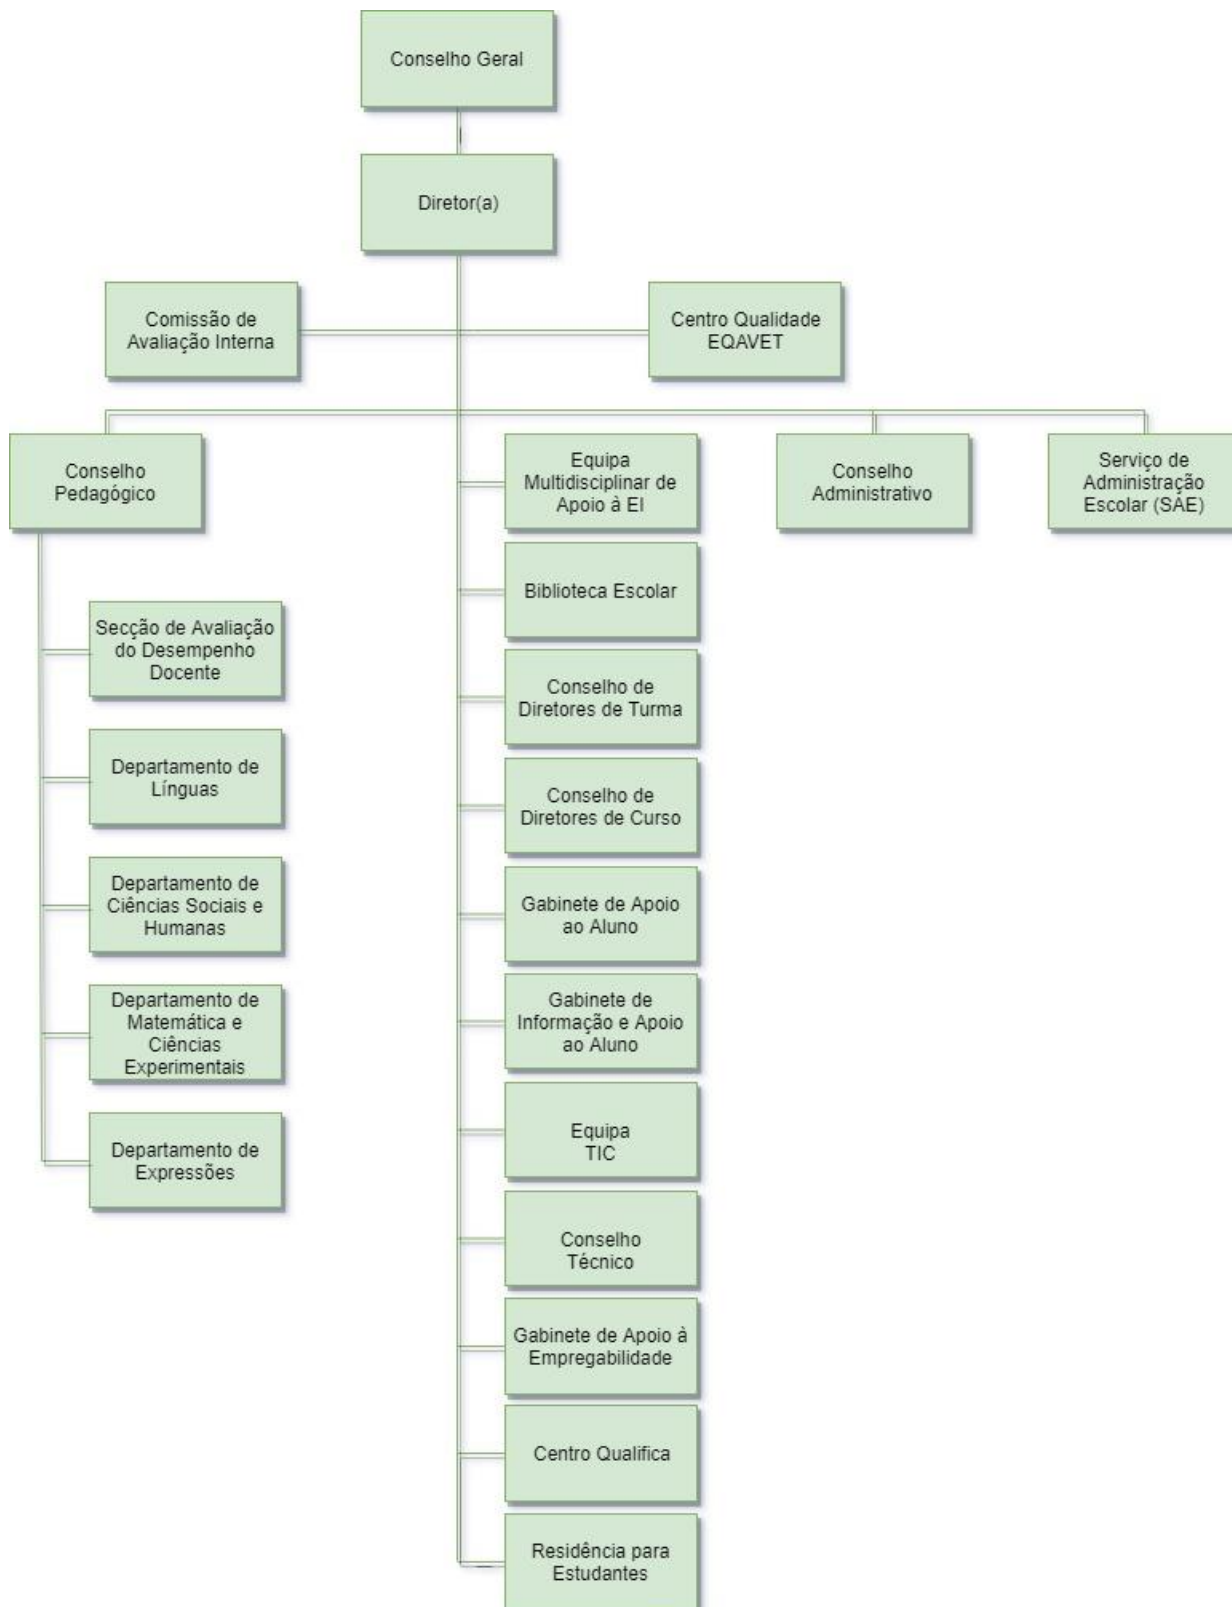 Conselho Geral
Diretor(a)
Comissão de
Avaliação Interna
Centro Qualidade
EQAVET
Conselho
Pedagógico
Equipa
Multidisciplinar de
Apoio à EI
Conselho
Administrativo
Serviço de
Administração
Escolar (SAE)
Secção de Avaliação
do Desempenho
Docente
Departamento de
Línguas
Departamento de
Ciências Sociais e
Humanas
Departamento de
Matemática e
Ciências
Experimentais
Departamento de
Expressões
Biblioteca Escolar
Conselho de
Diretores de Turma
Conselho de
Diretores de Curso
Gabinete de Apoio
ao Aluno
Gabinete de
Informação e Apoio
ao Aluno
Equipa
TIC
Conselho
Técnico
Gabinete de Apoio à
Empregabilidade
Centro Qualifica
Residência para
Estudantes